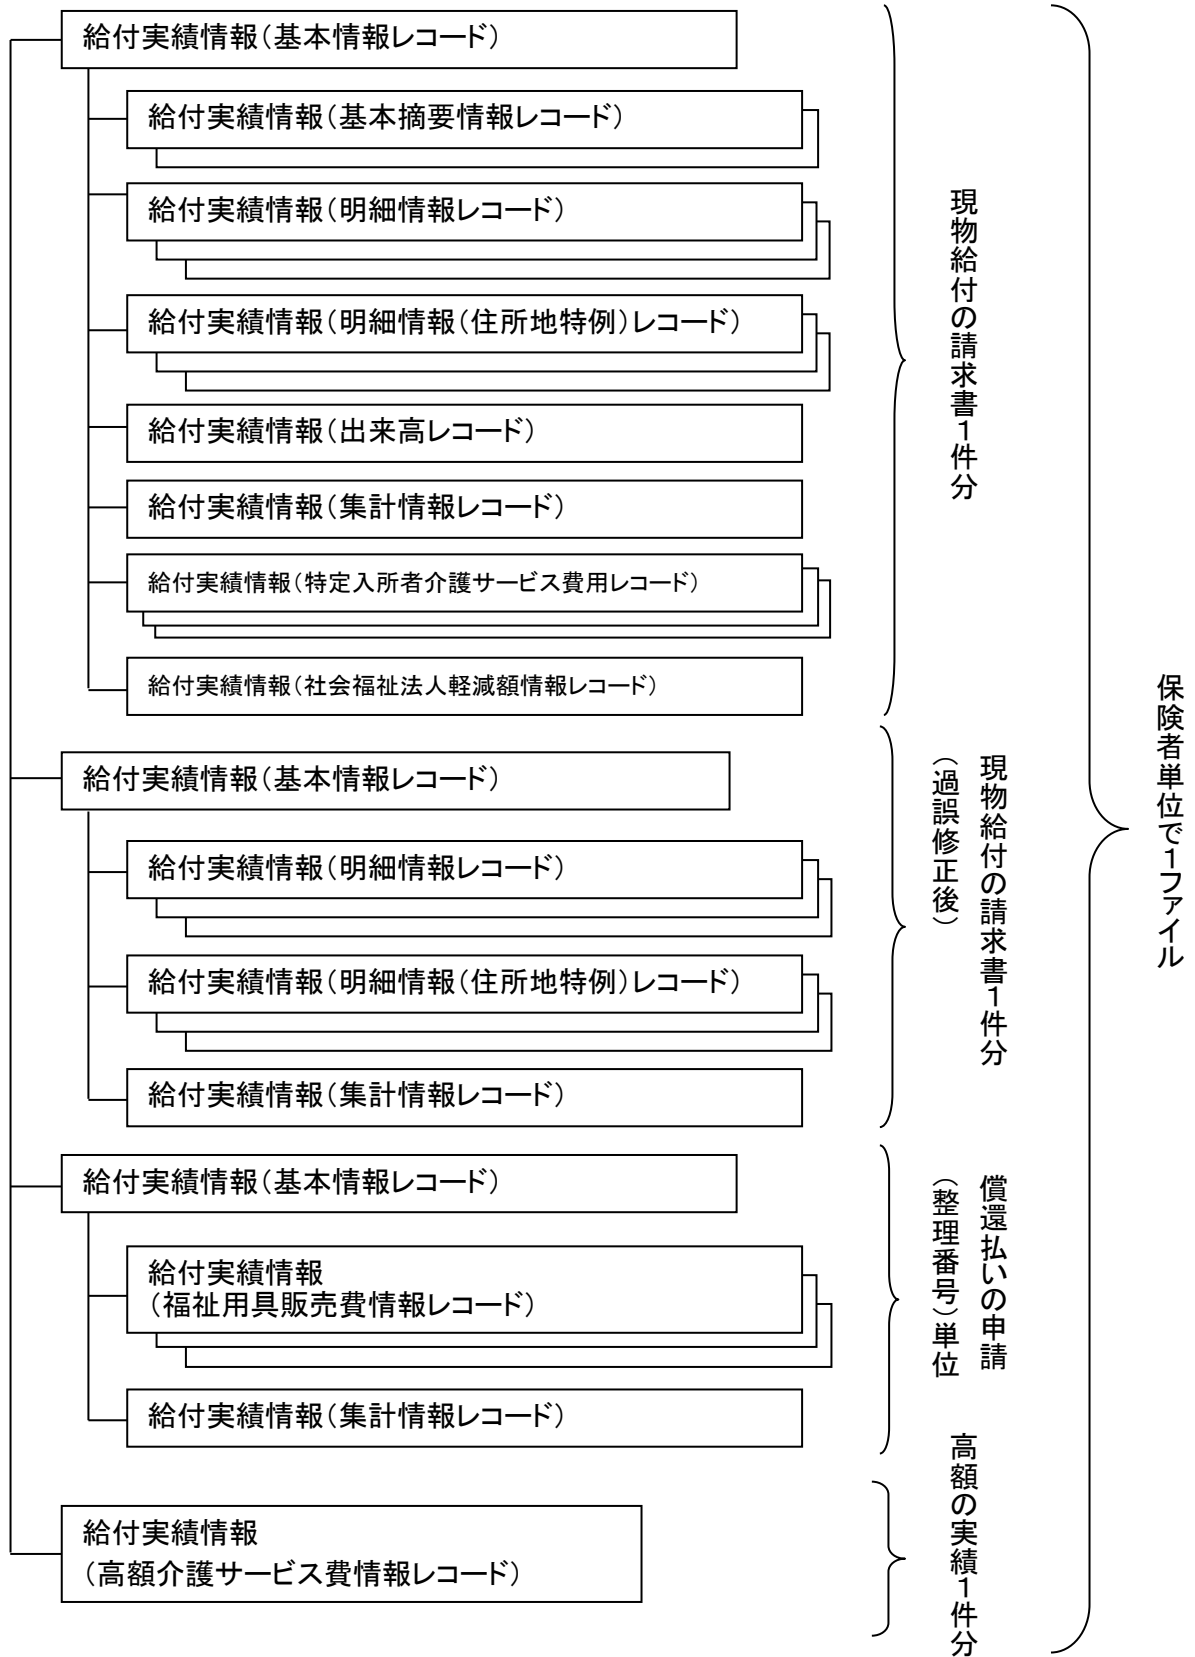 給付実績情報（基本情報レコード）
給付実績情報（基本摘要情報レコード）
給付実績情報（明細情報レコード）
給付実績情報（明細情報（住所地特例）レコード）
給付実績情報（出来高レコード）
給付実績情報（集計情報レコード）
給付実績情報（特定入所者介護サービス費用レコード）
給付実績情報（社会福祉法人軽減額情報レコード）
現物給付の請求書１件分
給付実績情報（基本情報レコード）
給付実績情報（明細情報レコード）
給付実績情報（明細情報（住所地特例）レコード）
給付実績情報（集計情報レコード）
現物給付の請求書１件分
（過誤修正後）
給付実績情報（基本情報レコード）
給付実績情報
（福祉用具販売費情報レコード）
給付実績情報（集計情報レコード）
償還払いの申請
（整理番号）単位
給付実績情報
（高額介護サービス費情報レコード）
高額の実績１件分
保険者単位で１ファイル